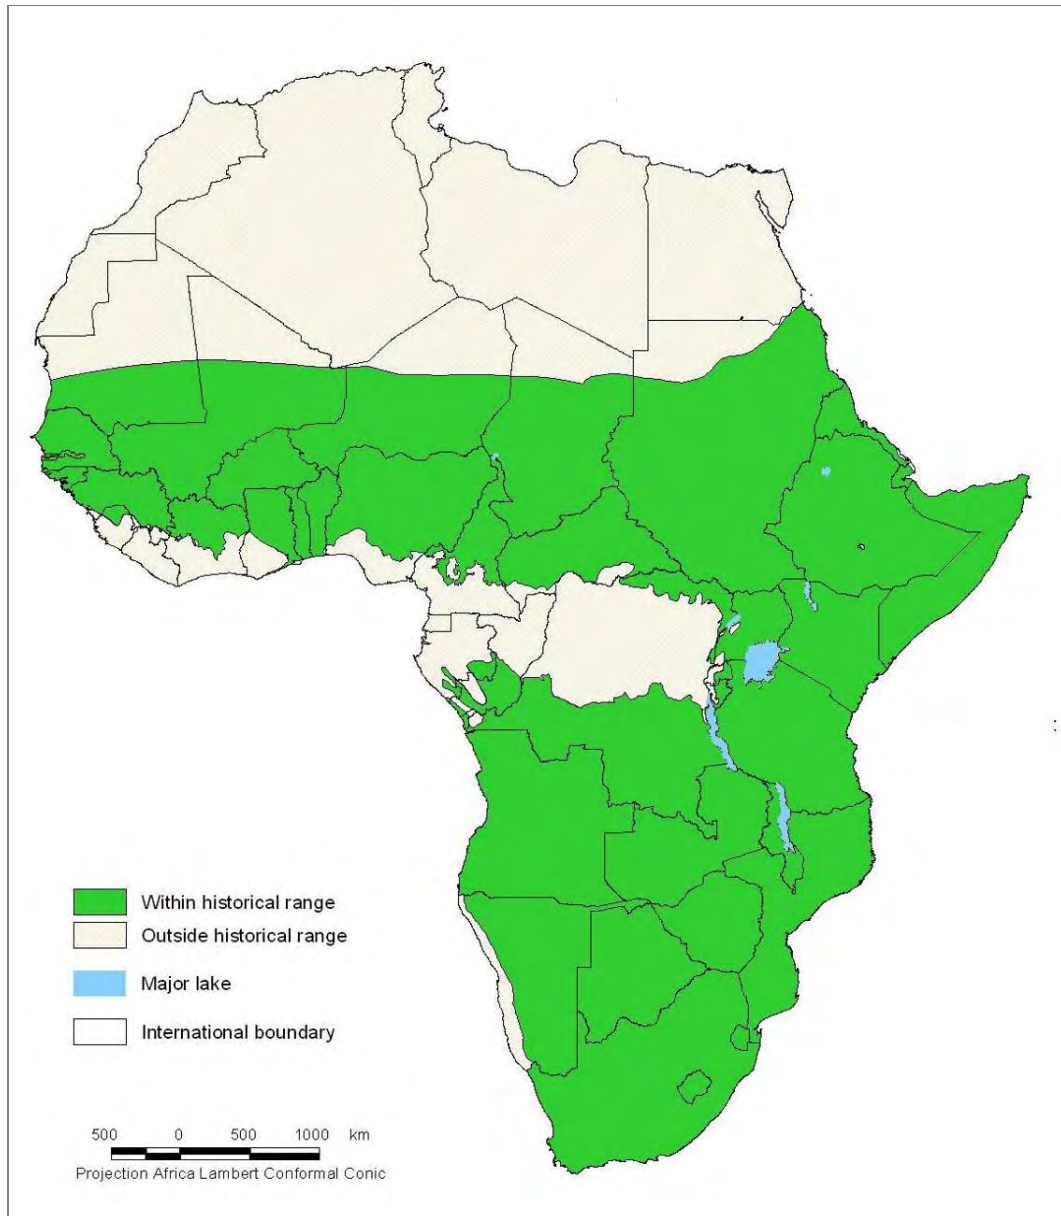 Within historical range
Outside historical range
Major lake
International boundary
500 0 500 1000 km
Projection Africa Lambert Conformal Conic